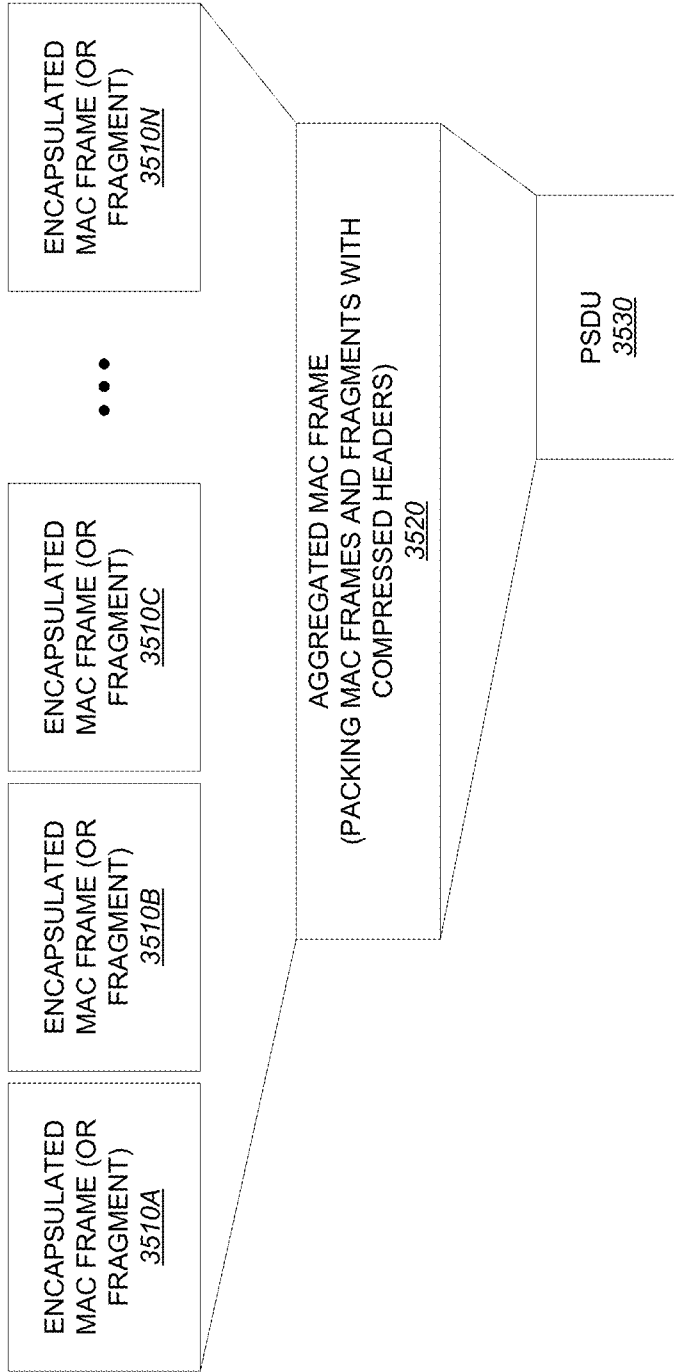 ENCAPSULATED
MAC FRAME (OR
FRAGMENT)
3510A
ENCAPSULATED
MAC FRAME (OR
FRAGMENT)
3510B
ENCAPSULATED
MAC FRAME (OR
FRAGMENT)
3510C
ENCAPSULATED
MAC FRAME (OR
FRAGMENT)
3510N
AGGREGATED MAC FRAME
(PACKING MAC FRAMES AND FRAGMENTS WITH
COMPRESSED HEADERS)
3520
PSDU
3530